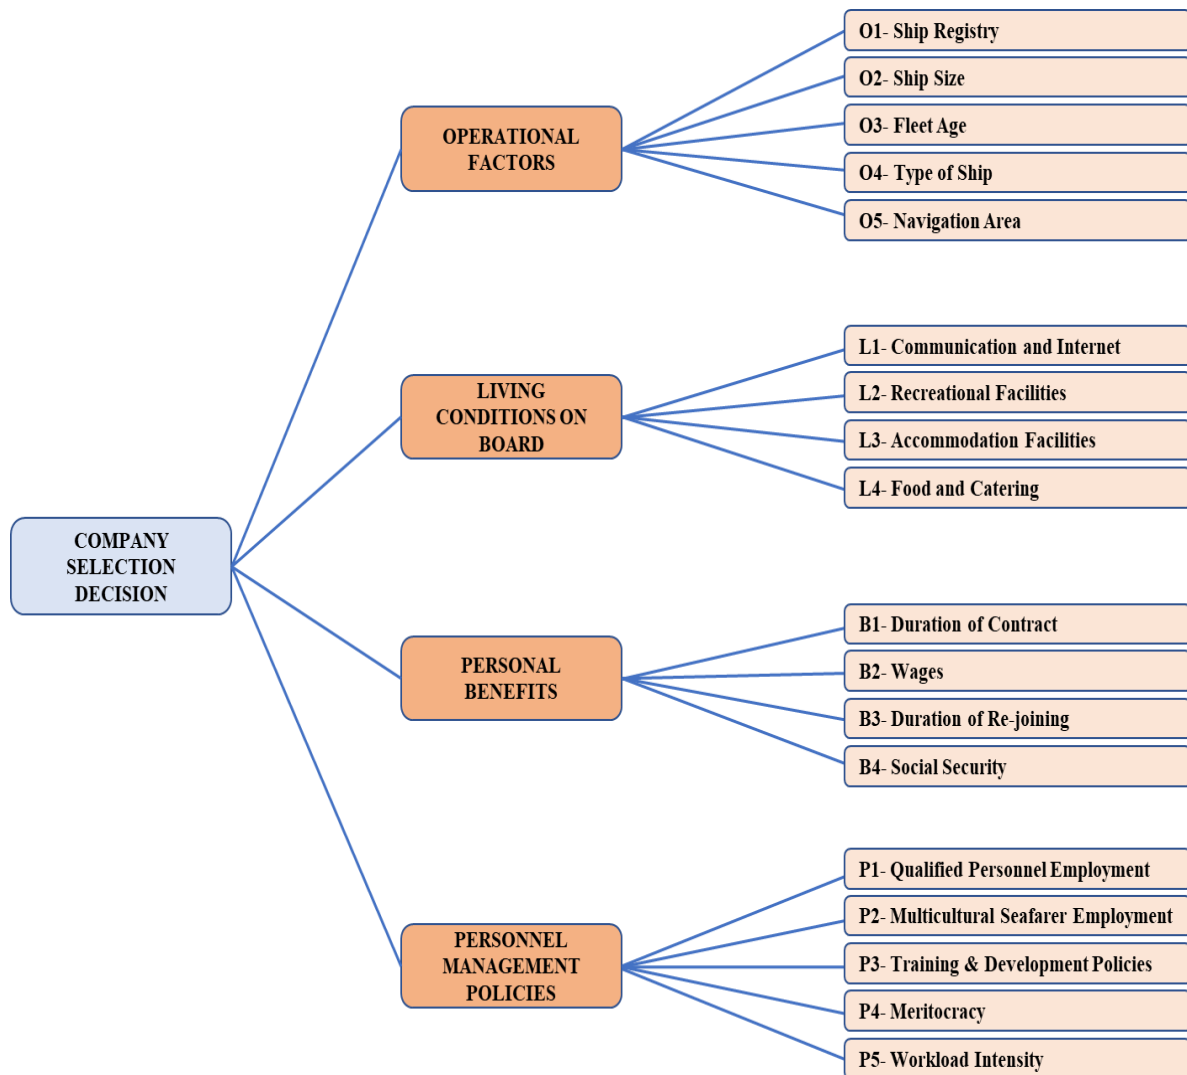 COMPANY
SELECTION
DECISION
OPERATIONAL
FACTORS
O1- Ship Registry
O2- Ship Size
O3- Fleet Age
O4- Type of Ship
O5- Navigation Area
LIVING
CONDITIONS ON
BOARD
L1- Communication and Internet
L2- Recreational Facilities
L3- Accommodation Facilities
L4- Food and Catering
PERSONAL
BENEFITS
B1- Duration of Contract
B2- Wages
B3- Duration of Re-joining
B4- Social Security
PERSONNEL
MANAGEMENT
POLICIES
P1- Qualified Personnel Employment
P2- Multicultural Seafarer Employment
P3- Training & Development Policies
P4- Meritocracy
P5- Workload Intensity